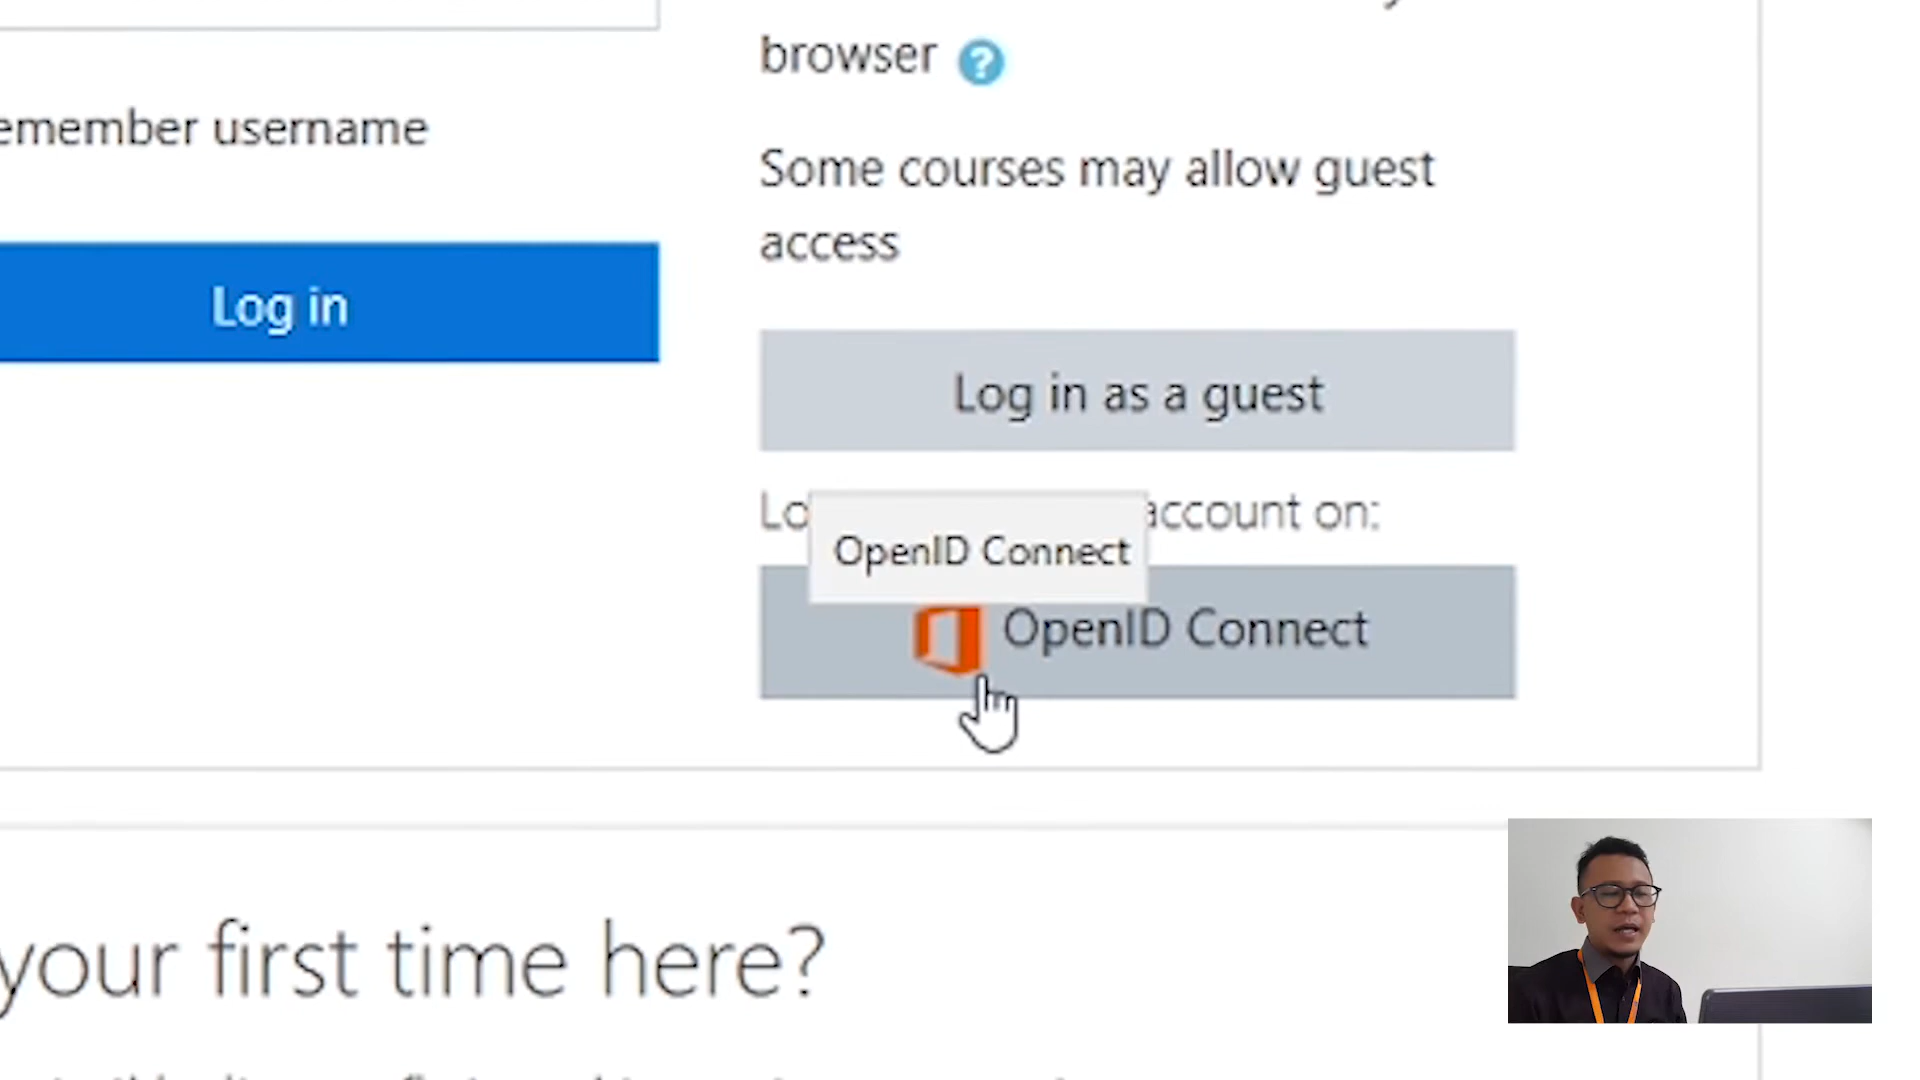 browser
emember username
Some courses may allow guest
access
Log in
Log in as a guest
Lo
account on:
OpenID Connect
OpenID Connect
your first time here?